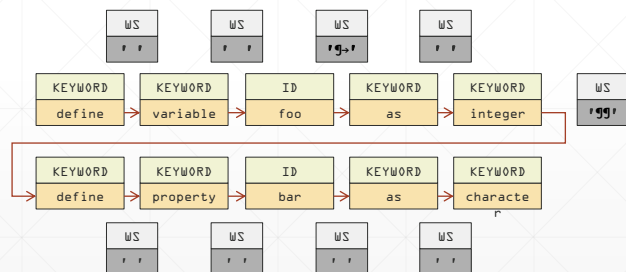 WS WS WS WS
' ' ' ' '¶→' ' '
KEYWORD KEYWORD ID KEYWORD KEYWORD WS
define variable foo as integer '¶¶'
KEYWORD KEYWORD ID KEYWORD KEYWORD
define property bar as characte
r
WS WS WS WS
' ' ' ' ' ' ' '